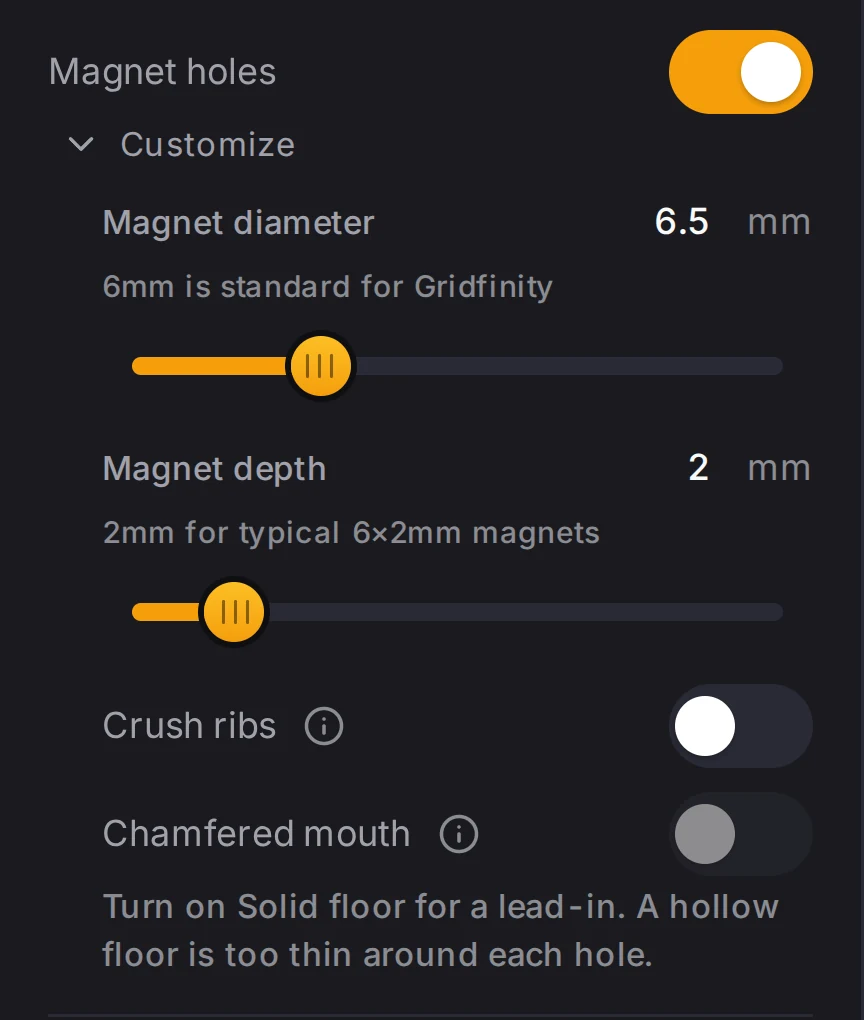 Magnet holes
Customize
Magnet diameter 6.5 mm
6mm is standard for Gridfinity
Magnet depth 2 mm
2mm for typical 6×2mm magnets
Crush ribs
Chamfered mouth
Turn on Solid floor for a lead-in. A hollow
floor is too thin around each hole.